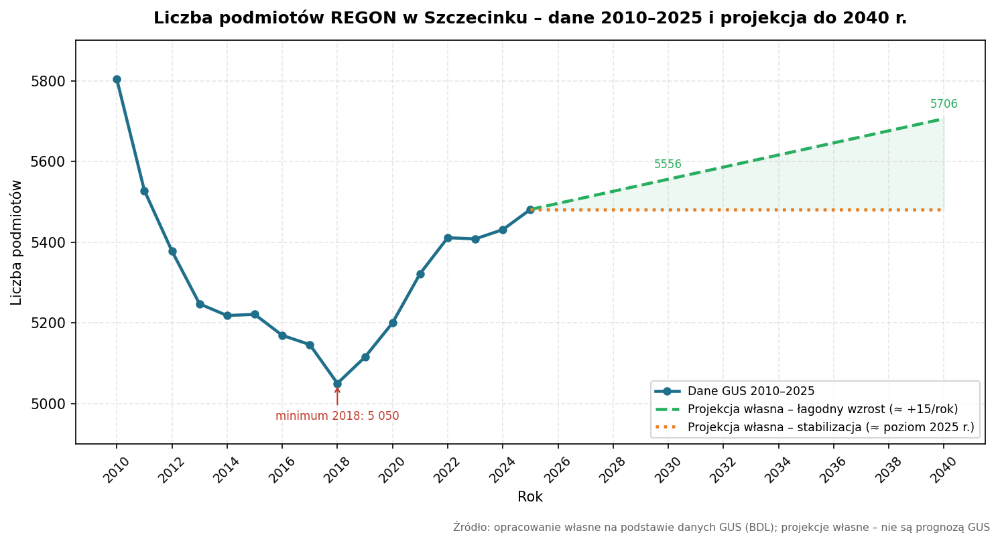 Liczba podmiotów REGON w Szczecinku – dane 2010–2025 i projekcja do 2040 r.
Liczba podmiotów
5800
5600
5400
5200
5000
5706
5556
minimum 2018: 5 050
Dane GUS 2010–2025
Projekcja własna – łagodny wzrost (≈ +15/rok)
Projekcja własna – stabilizacja (≈ poziom 2025 r.)
2010
2012
2014
2016
2018
2020
2022
2024
2026
2028
2030
2032
2034
2036
2038
2040
Rok
Źródło: opracowanie własne na podstawie danych GUS (BDL); projekcje własne – nie są prognozą GUS